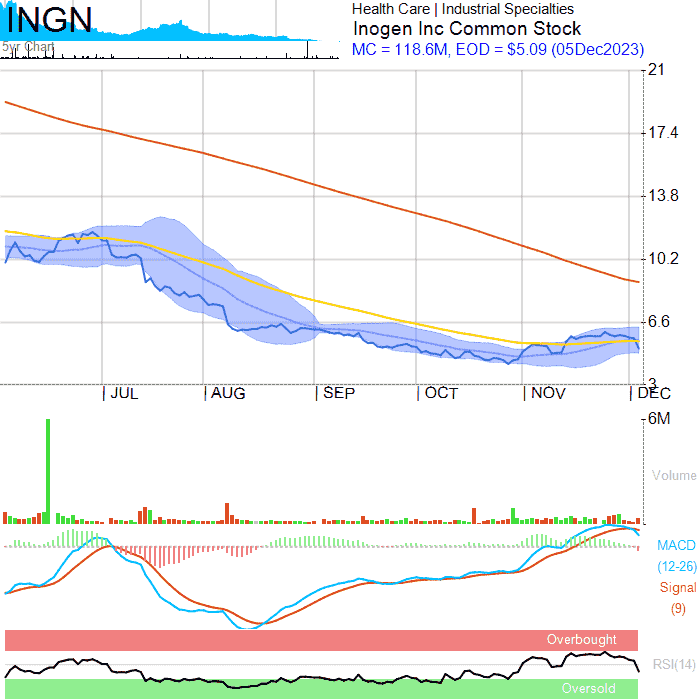 INGN
5yr Chart
Health Care | Industrial Specialties
Inogen Inc Common Stock
MC = 118.6M, EOD = $5.09 (05Dec2023)
21
17.4
13.8
10.2
6.6
3
JUL AUG SEP OCT NOV DEC
6M
Volume
MACD
(12-26)
Signal
(9)
Overbought
RSI(14)
Oversold